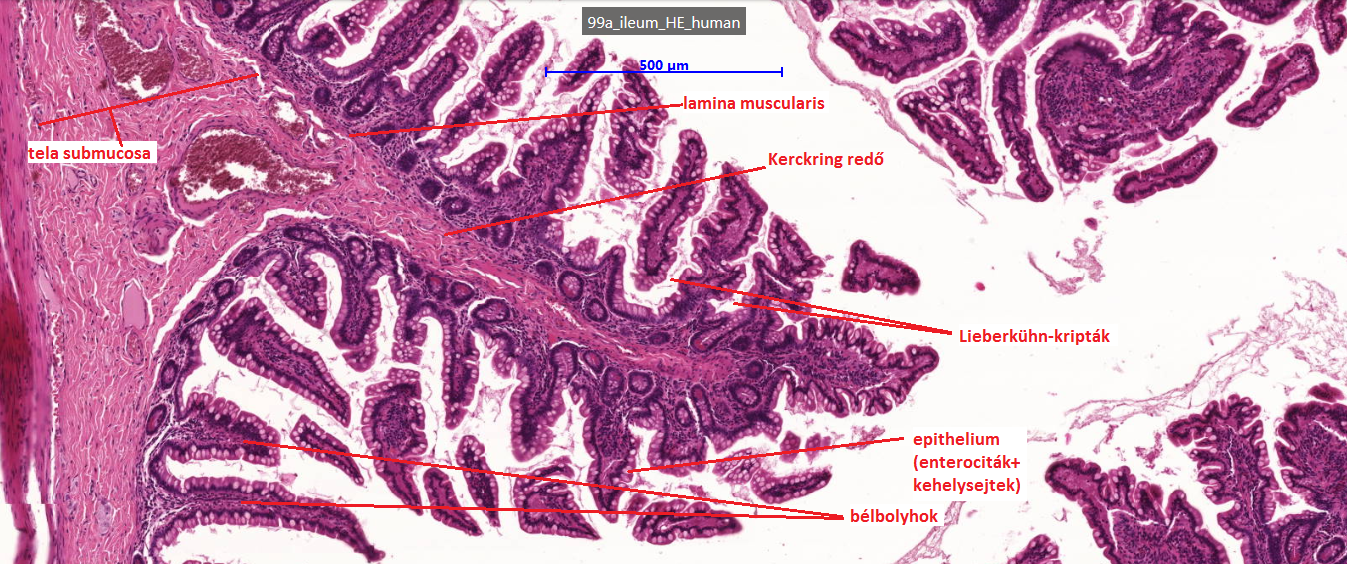 99a_ileum_HE_human
500 µm
lamina muscularis
tela submucosa
Kerckring redő
Lieberkühn-kripták
epithelium
(enterociták+
kehelysejtek)
bélbolyhok